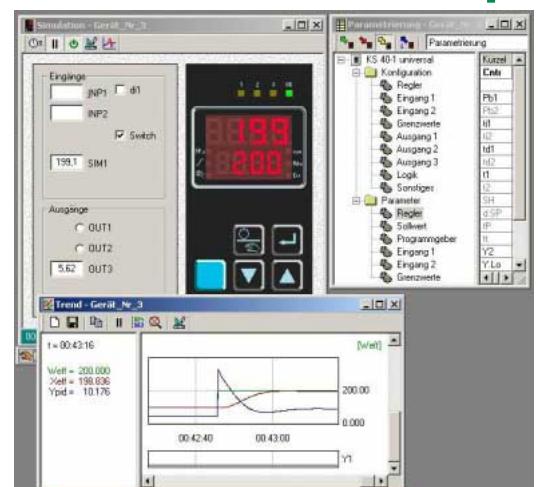 Simulation - Gerät_Nr_3
Eingänge
INP1
di1
INP2
Switch
199,1 SIM1
Ausgänge
OUT1
OUT2
5.62 OUT3
199
200
Parametrierung
KS 40-1 universal
Konfiguration
Regler
Eingang 1
Eingang 2
Grenzwerte
Ausgang 1
Ausgang 2
Ausgang 3
Logik
Sonstiges
Parameter
Regler
Sollwert
Programmgeber
Eingang 1
Eingang 2
Grenzwerte
Kürzel
Cntr
Pb1
Pb2
ti1
ti2
td1
td2
t1
t2
SH
d.SP
tP
tt
Y2
Y.Lo
Trend - Gerät_Nr_3
t = 00:43:16
Weff = 200.000
Xeff = 198.836
Ypid = 10.176
[Weff]
200.00
0.000
00:42:40
00:43:00
Y1